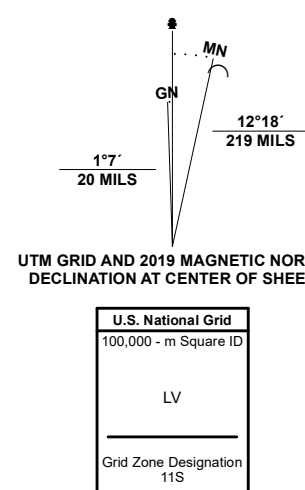 MN
GN
12°18´
219 MILS
1°7´
20 MILS
UTM GRID AND 2019 MAGNETIC NOR
DECLINATION AT CENTER OF SHEE
U.S. National Grid
100,000 - m Square ID
LV
Grid Zone Designation
11S